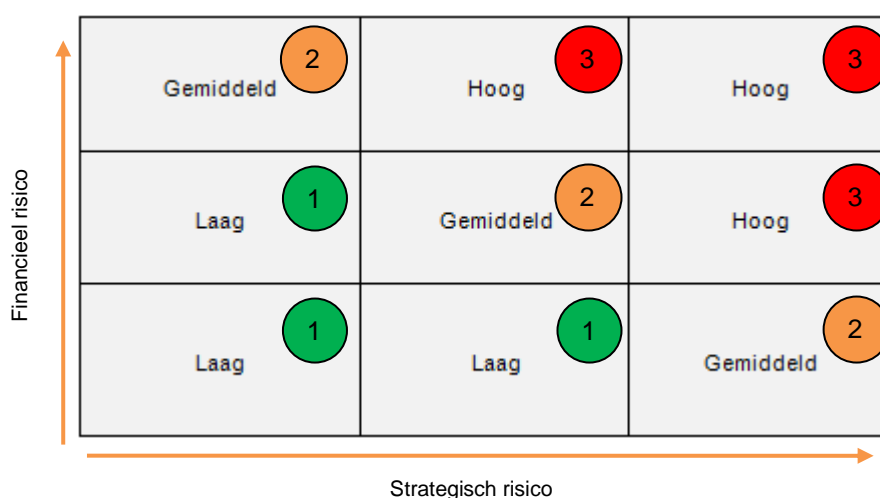 2
3
3
Gemiddeld
Hoog
Hoog
1
2
3
Laag
Gemiddeld
Hoog
1
1
2
Laag
Laag
Gemiddeld
Financieel risico
Strategisch risico